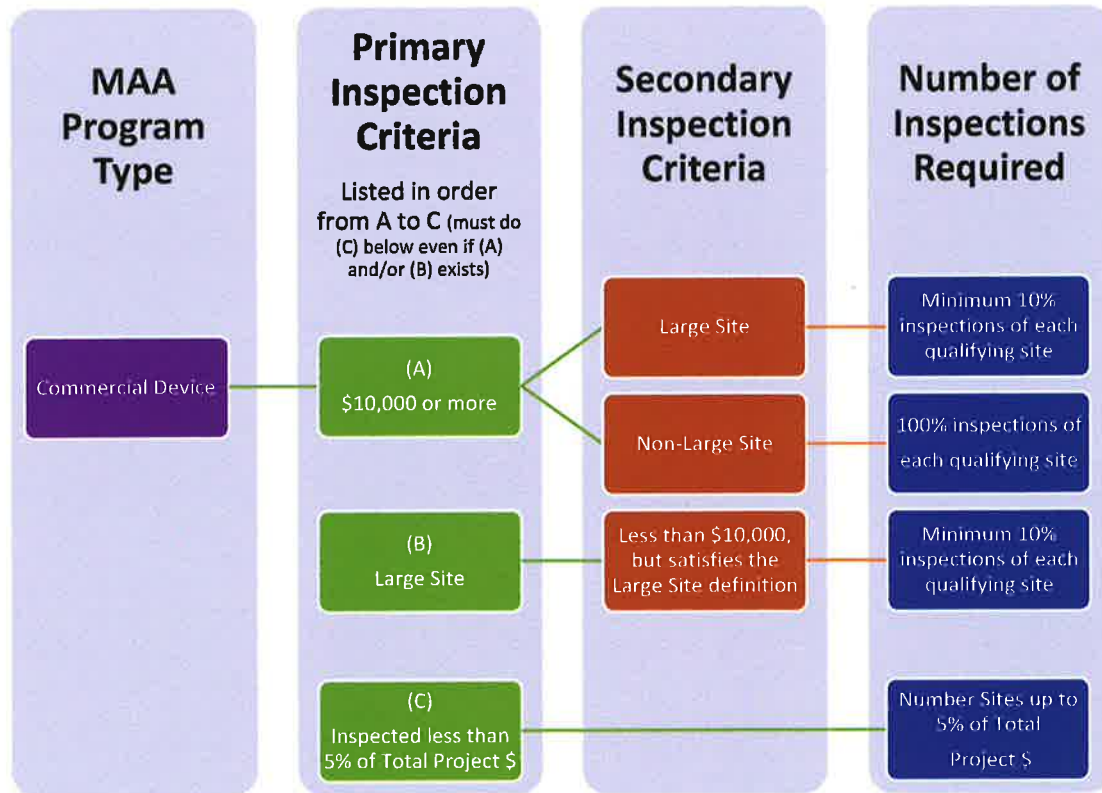 MAA
Program
Type
Commercial Device
Primary
Inspection
Criteria
Listed in order
from A to C (must do
(C) below even if (A)
and/or (B) exists)
(A)
$10,000 or more
(B)
Large Site
(C)
Inspected less than
5% of Total Project $
Secondary
Inspection
Criteria
Large Site
Non-Large Site
Less than $10,000,
but satisfies the
Large Site definition
Number of
Inspections
Required
Minimum 10%
inspections of each
qualifying site
100% inspections of
each qualifying site
Minimum 10%
inspections of each
qualifying site
Number Sites up to
5% of Total
Project $